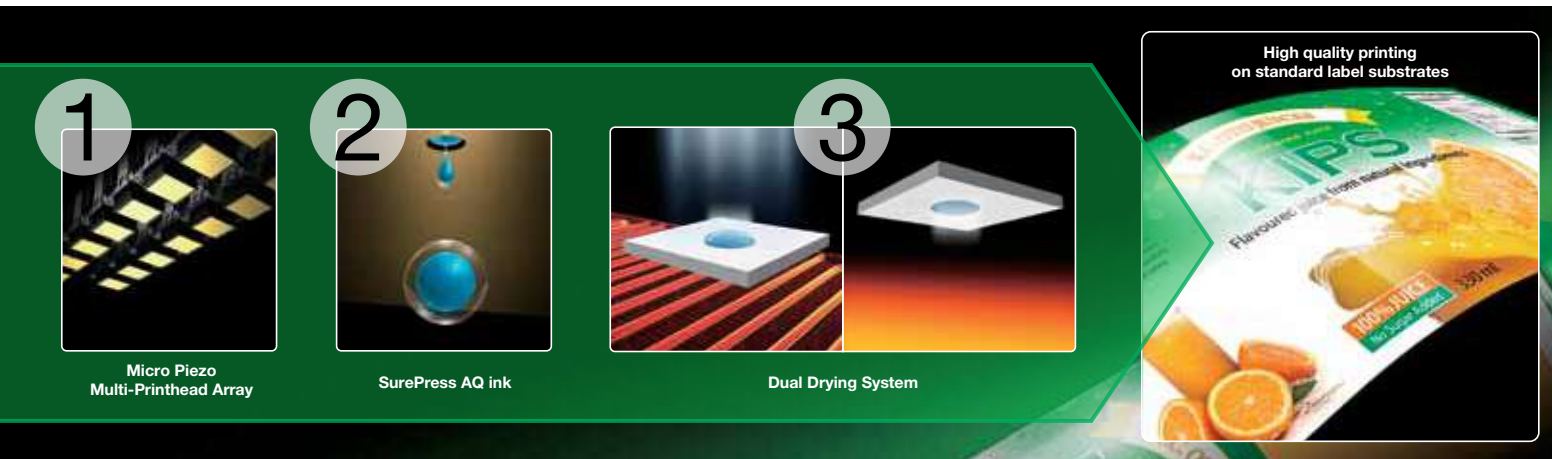 1
2
3
Micro Piezo
Multi-Printhead Array
SurePress AQ ink
Dual Drying System
High quality printing
on standard label substrates
KIPS
Flavoured juice from natural ingredients
100% JUICE
No Sugar Added
330 ml